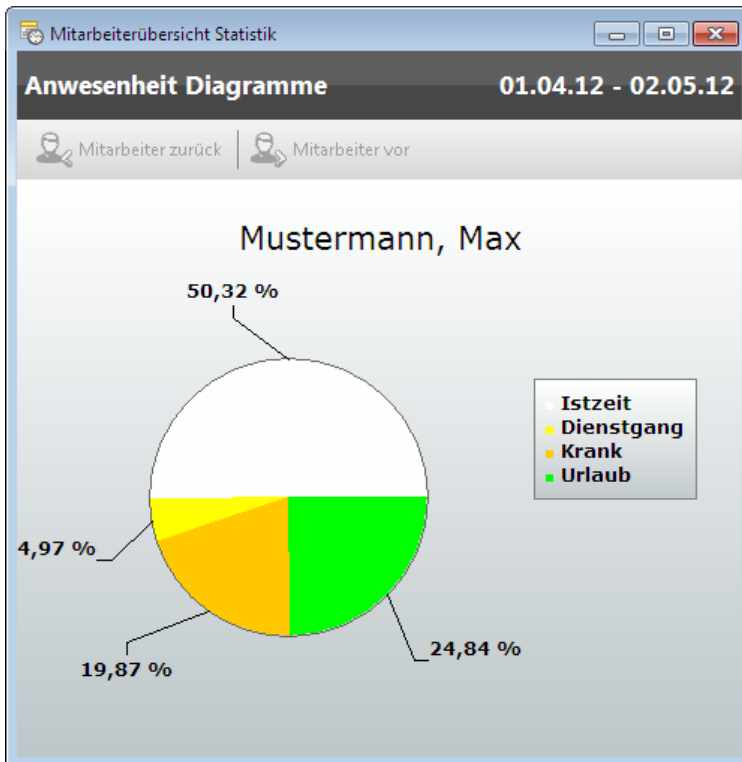 Mitarbeiterübersicht Statistik
Anwesenheit Diagramme 01.04.12 - 02.05.12
Mitarbeiter zurück Mitarbeiter vor
Mustermann, Max
50,32 %
Istzeit
Dienstgang
Krank
Urlaub
4,97 %
24,84 %
19,87 %